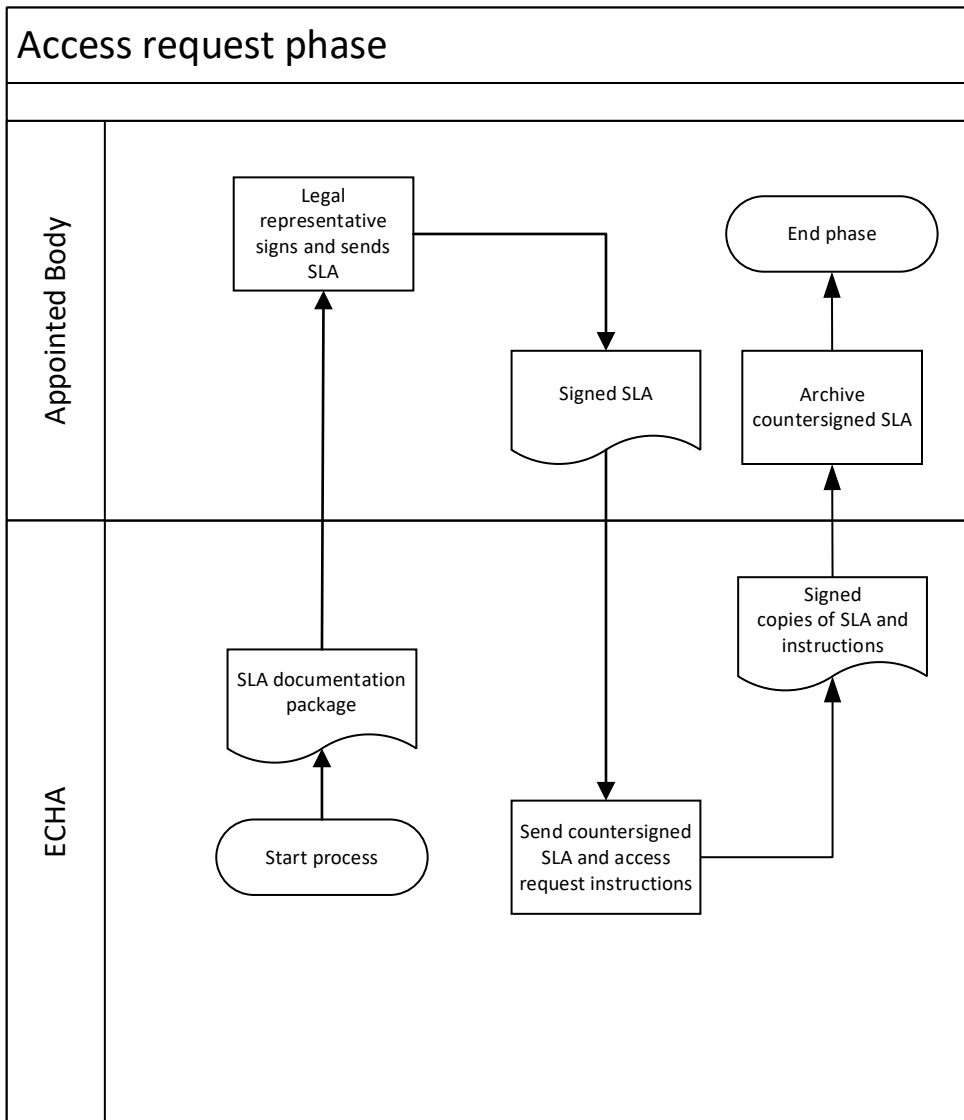 Access request phase
Appointed Body
Legal
representative
signs and sends
SLA
End phase
Signed SLA
Archive
countersigned SLA
ECHA
Signed
copies of SLA and
instructions
SLA documentation
package
Start process
Send countersigned
SLA and access
request instructions